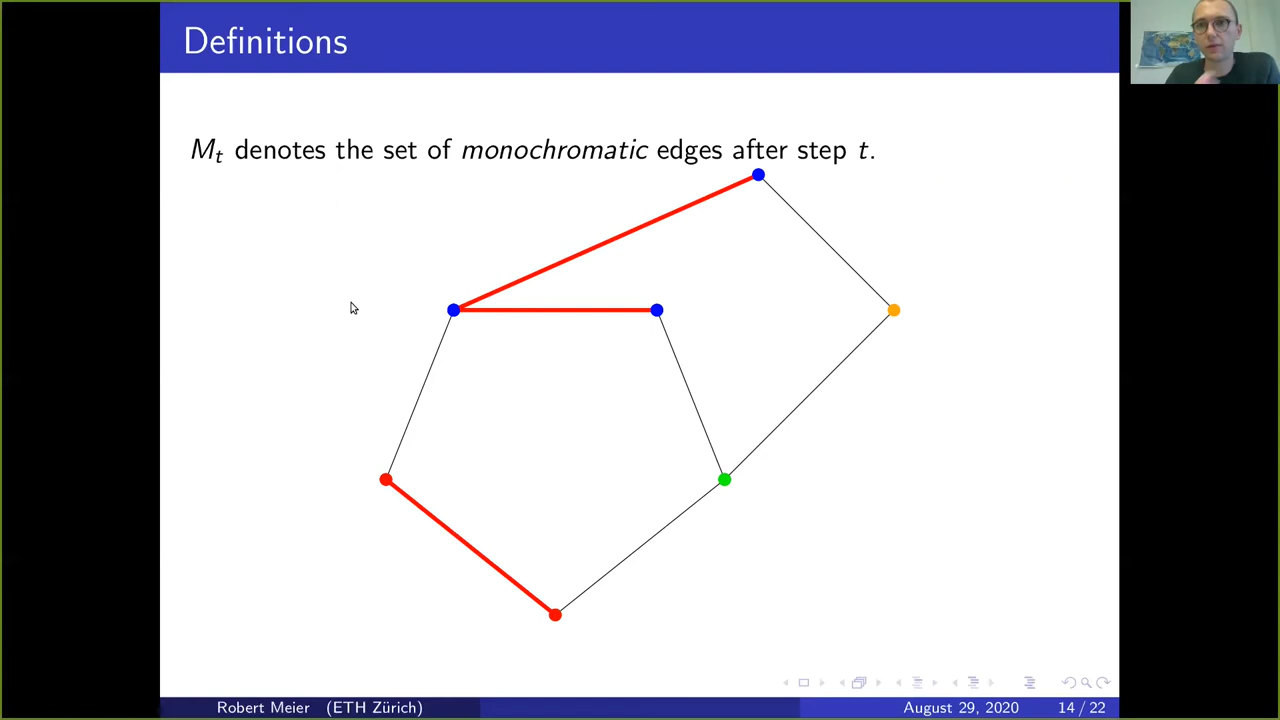 Definitions
M_t denotes the set of monochromatic edges after step t.
Robert Meier (ETH Zürich) August 29, 2020 14 / 22